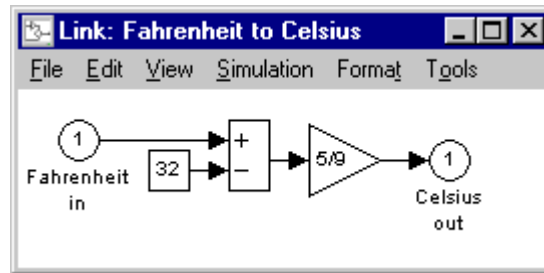 Link: Fahrenheit to Celsius
File Edit View Simulation Format Tools
1
Fahrenheit
in
32
+
−
5/9
1
Celsius
out